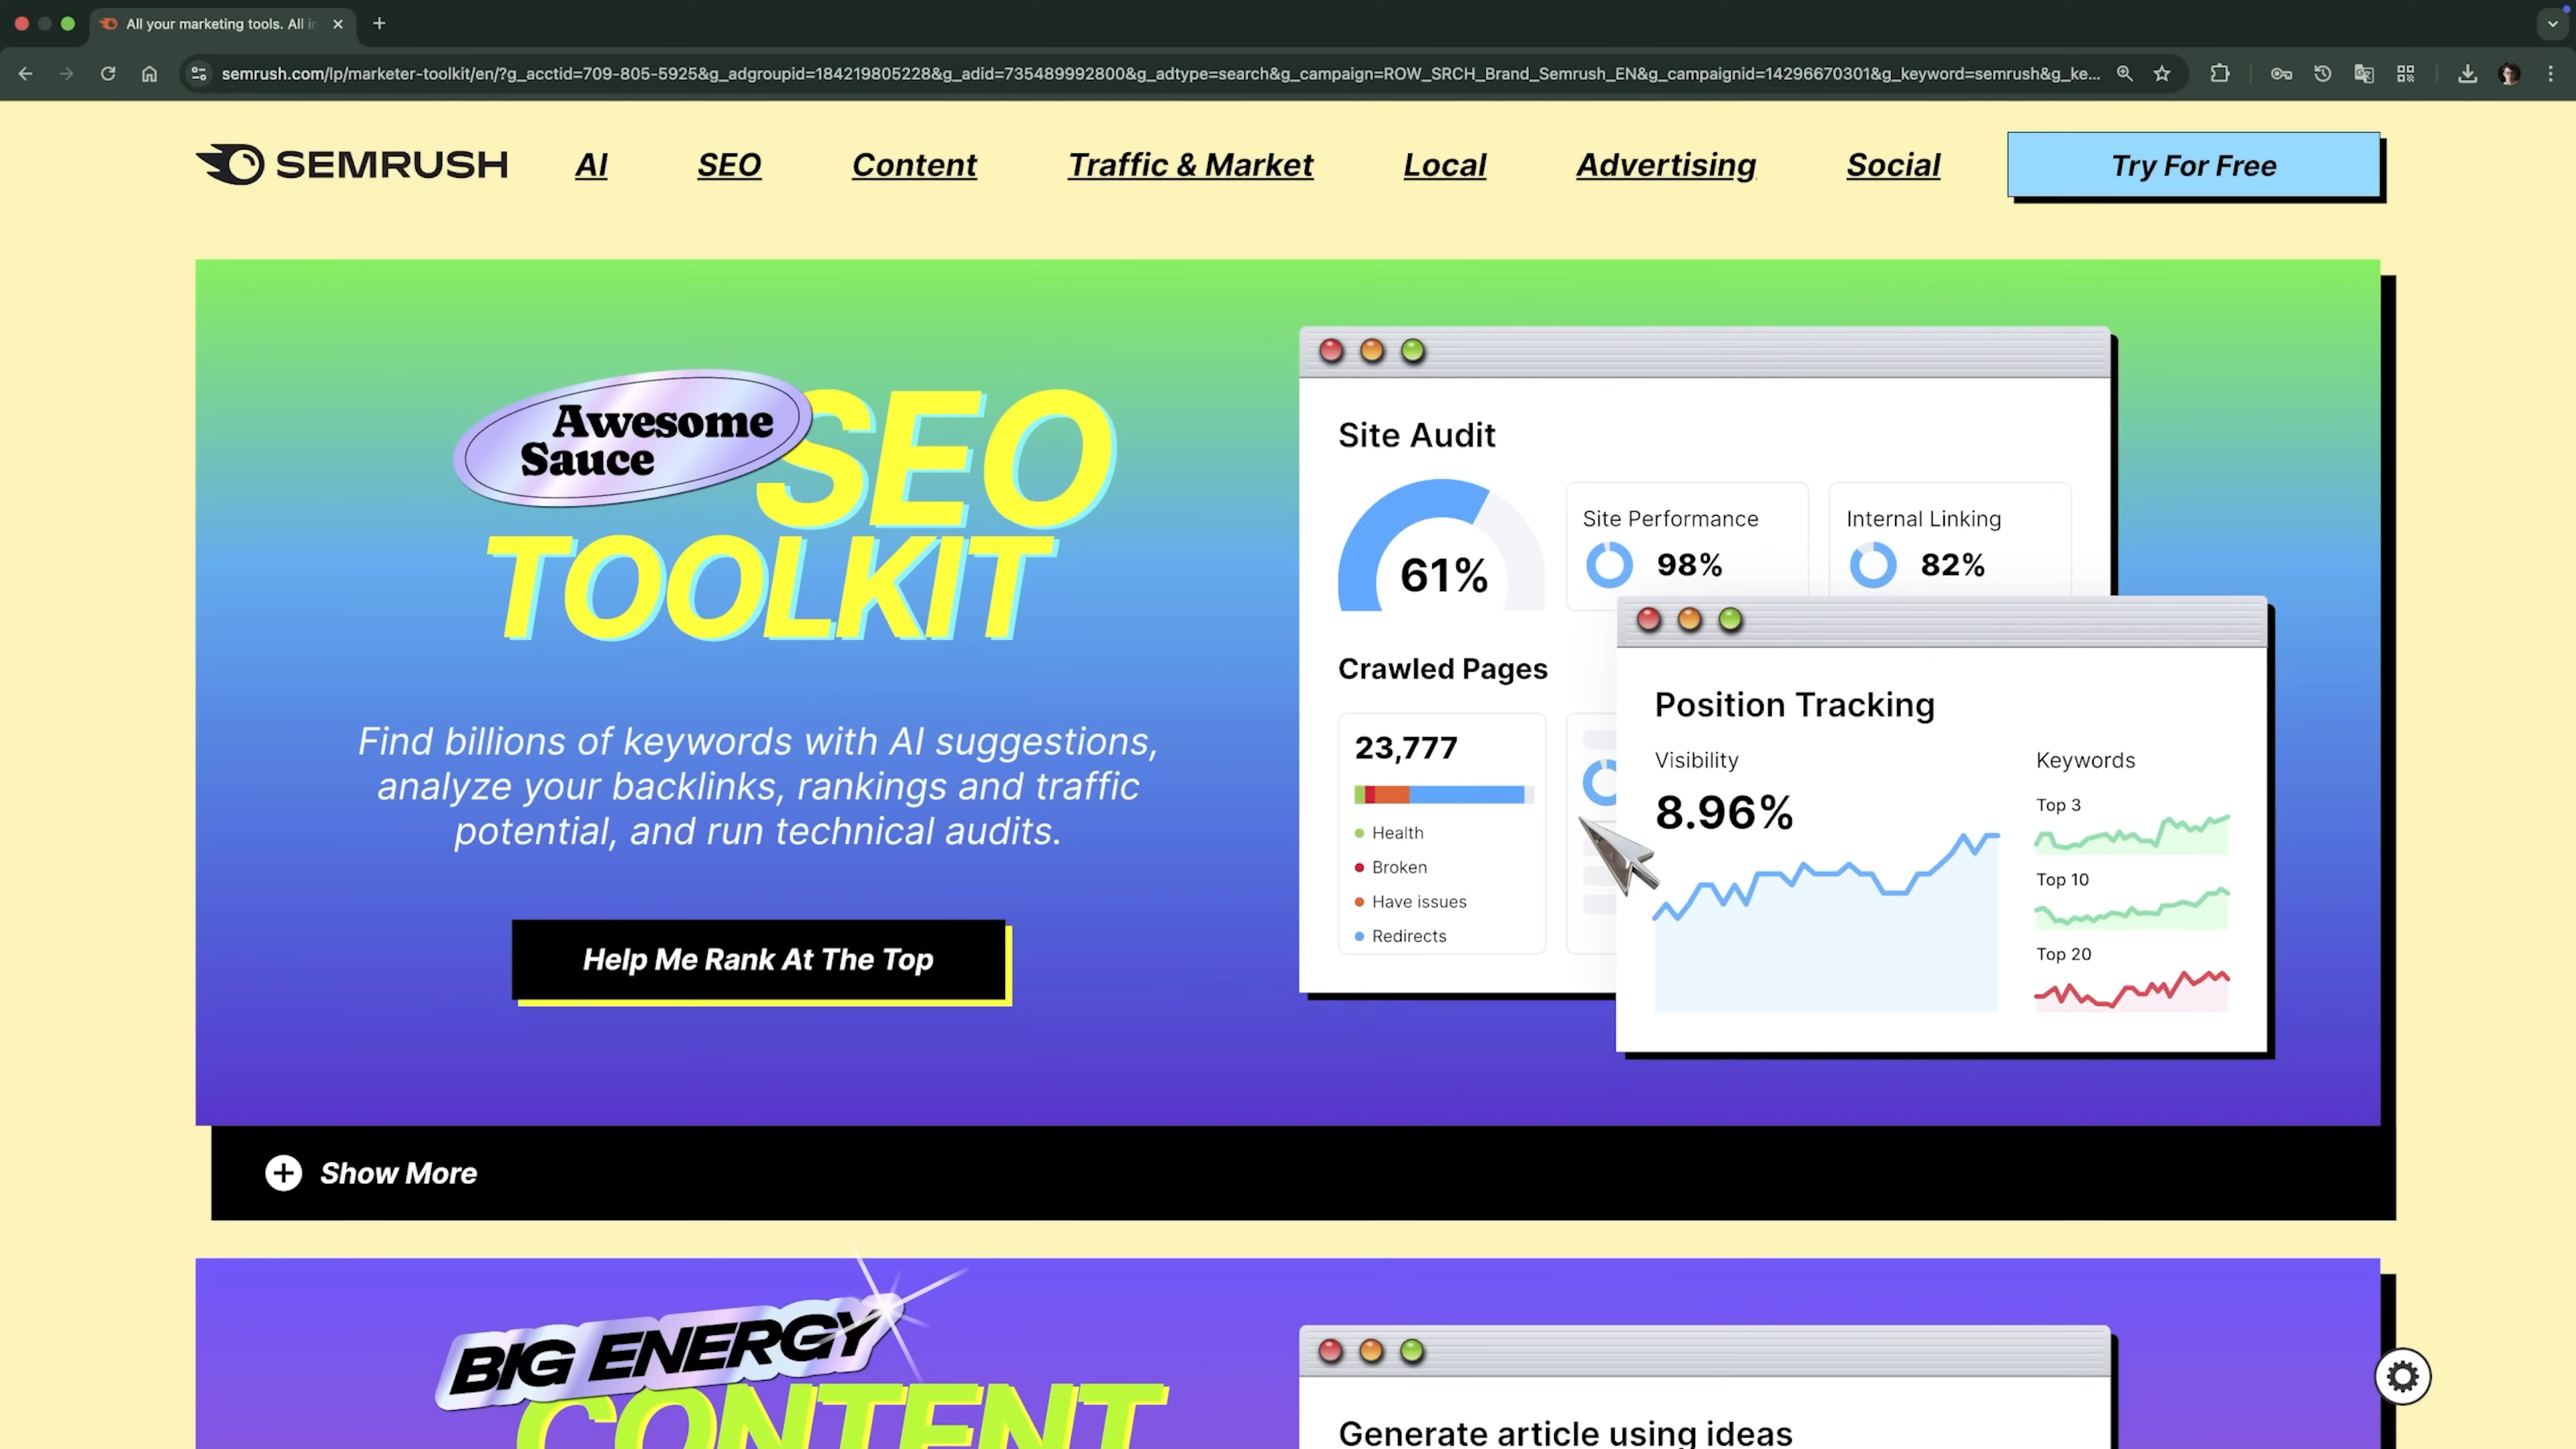 All your marketing tools. All in
semrush.com/lp/marketer-toolkit/en/?g_acctid=709-805-5925&g_adgroupid=184219805228&g_adid=735489992800&g_adtype=search&g_campaign=ROW_SRCH_Brand_Semrush_EN&g_campaignid=14296670301&g_keyword=semrush&g_ke...
SEMRUSH
AI
SEO
Content
Traffic & Market
Local
Advertising
Social
Try For Free
Awesome
Sauce
SEO
TOOLKIT
Find billions of keywords with AI suggestions,
analyze your backlinks, rankings and traffic
potential, and run technical audits.
Help Me Rank At The Top
Site Audit
61%
Site Performance
98%
Internal Linking
82%
Crawled Pages
23,777
Health
Broken
Have issues
Redirects
Position Tracking
Visibility
8.96%
Keywords
Top 3
Top 10
Top 20
Show More
BIG ENERGY
CONTENT
Generate article using ideas